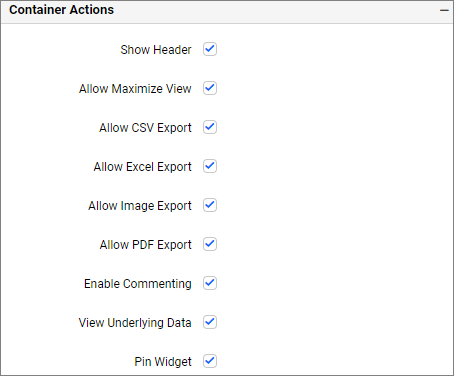 Container Actions
Show Header
Allow Maximize View
Allow CSV Export
Allow Excel Export
Allow Image Export
Allow PDF Export
Enable Commenting
View Underlying Data
Pin Widget